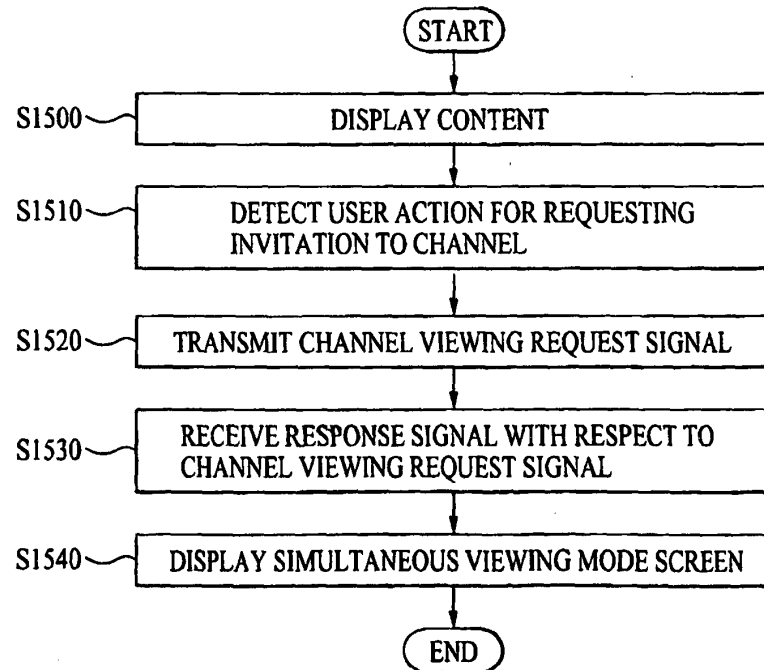 START
S1500
DISPLAY CONTENT
S1510
DETECT USER ACTION FOR REQUESTING
INVITATION TO CHANNEL
S1520
TRANSMIT CHANNEL VIEWING REQUEST SIGNAL
S1530
RECEIVE RESPONSE SIGNAL WITH RESPECT TO
CHANNEL VIEWING REQUEST SIGNAL
S1540
DISPLAY SIMULTANEOUS VIEWING MODE SCREEN
END